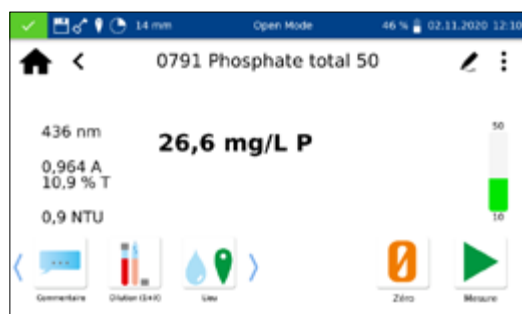 14 mm Open Mode 46 % 02.11.2020 12:10
0791 Phosphate total 50
436 nm
26,6 mg/L P
0,964 A
10,9 % T
0,9 NTU
50
10
Commentaire Dilution (1+X) Lieu Zéro Mesure